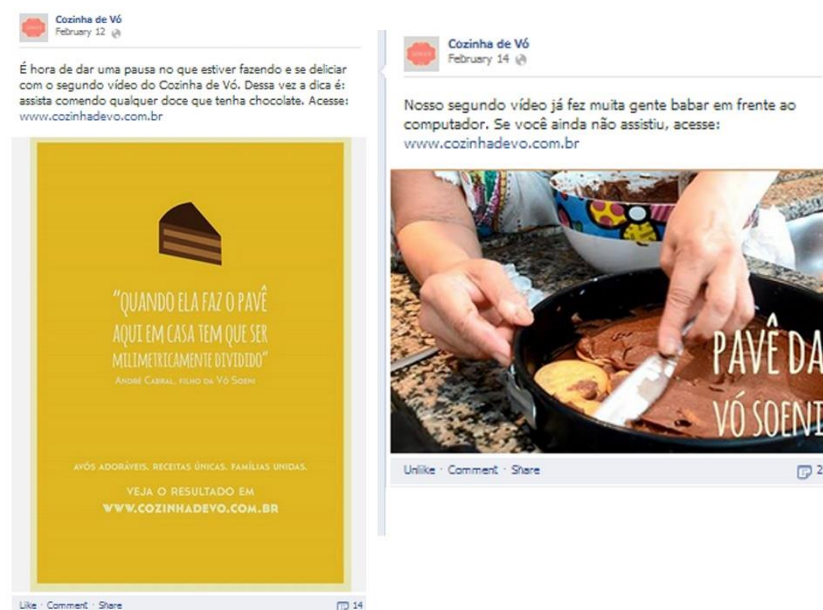 Cozinha de Vó
February 12
É hora de dar uma pausa no que estiver fazendo e se deliciar
com o segundo vídeo do Cozinha de Vó. Dessa vez a dica é:
assista comendo qualquer doce que tenha chocolate. Acesse:
www.cozinhadevo.com.br
"QUANDO ELA FAZ O PAVÊ
AQUI EM CASA TEM QUE SER
MILIMETRICAMENTE DIVIDIDO"
ANDRÉ CABRAL, FILHO DA VÓ SOENI
AVÓS ADORÁVEIS. RECEITAS ÚNICAS. FAMÍLIAS UNIDAS.
VEJA O RESULTADO EM
WWW.COZINHADEVO.COM.BR
Like · Comment · Share 14
Cozinha de Vó
February 14
Nosso segundo vídeo já fez muita gente babar em frente ao
computador. Se você ainda não assistiu, acesse:
www.cozinhadevo.com.br
PAVÊ DA
VÓ SOENI
Unlike · Comment · Share 2